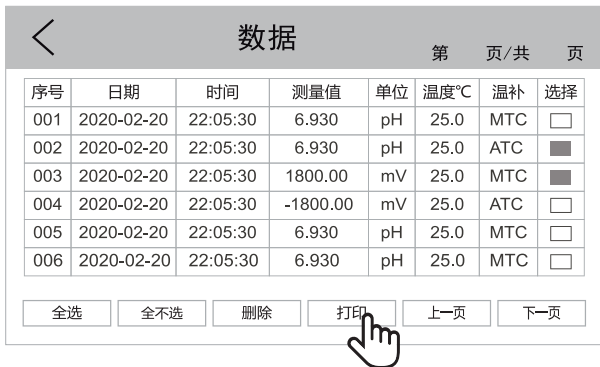 数据
第 页/共 页
序号 日期 时间 测量值 单位 温度℃ 温补 选择
001 2020-02-20 22:05:30 6.930 pH 25.0 MTC
002 2020-02-20 22:05:30 6.930 pH 25.0 ATC
003 2020-02-20 22:05:30 1800.00 mV 25.0 MTC
004 2020-02-20 22:05:30 -1800.00 mV 25.0 ATC
005 2020-02-20 22:05:30 6.930 pH 25.0 MTC
006 2020-02-20 22:05:30 6.930 pH 25.0 MTC
全选 全不选 删除 打印 上一页 下一页